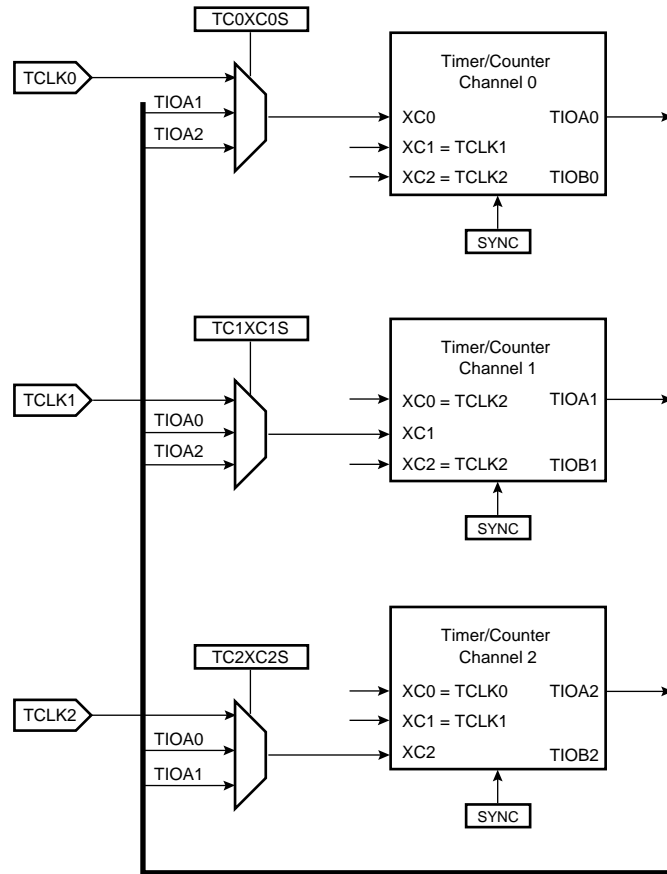 TC0XC0S
TCLK0
TIOA1
TIOA2
Timer/Counter
Channel 0
XC0
TIOA0
XC1 = TCLK1
XC2 = TCLK2
TIOB0
SYNC
TC1XC1S
TCLK1
TIOA0
TIOA2
Timer/Counter
Channel 1
XC0 = TCLK2
TIOA1
XC1
XC2 = TCLK2
TIOB1
SYNC
TC2XC2S
TCLK2
TIOA0
TIOA1
Timer/Counter
Channel 2
XC0 = TCLK0
TIOA2
XC1 = TCLK1
XC2
TIOB2
SYNC